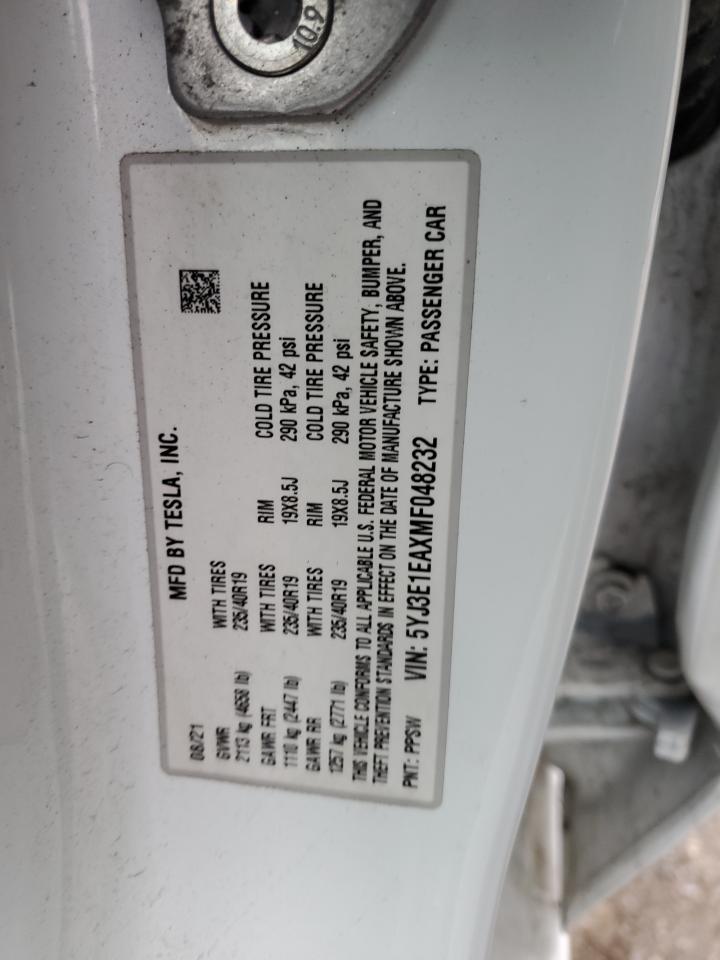 10.9
MFD BY TESLA, INC.
08/21
GVWR WITH TIRES RIM COLD TIRE PRESSURE
2113 kg (4658 lb) 235/40R19
GAWR FRT WITH TIRES RIM COLD TIRE PRESSURE
1110 kg (2447 lb) 235/40R19 19X8.5J 290 kPa, 42 psi
GAWR RR WITH TIRES RIM COLD TIRE PRESSURE
1257 kg (2771 lb) 235/40R19 19X8.5J 290 kPa, 42 psi
THIS VEHICLE CONFORMS TO ALL APPLICABLE U.S. FEDERAL MOTOR VEHICLE SAFETY, BUMPER, AND
THEFT PREVENTION STANDARDS IN EFFECT ON THE DATE OF MANUFACTURE SHOWN ABOVE.
PNT: PPSW VIN: 5YJ3E1EAXMF048232 TYPE: PASSENGER CAR